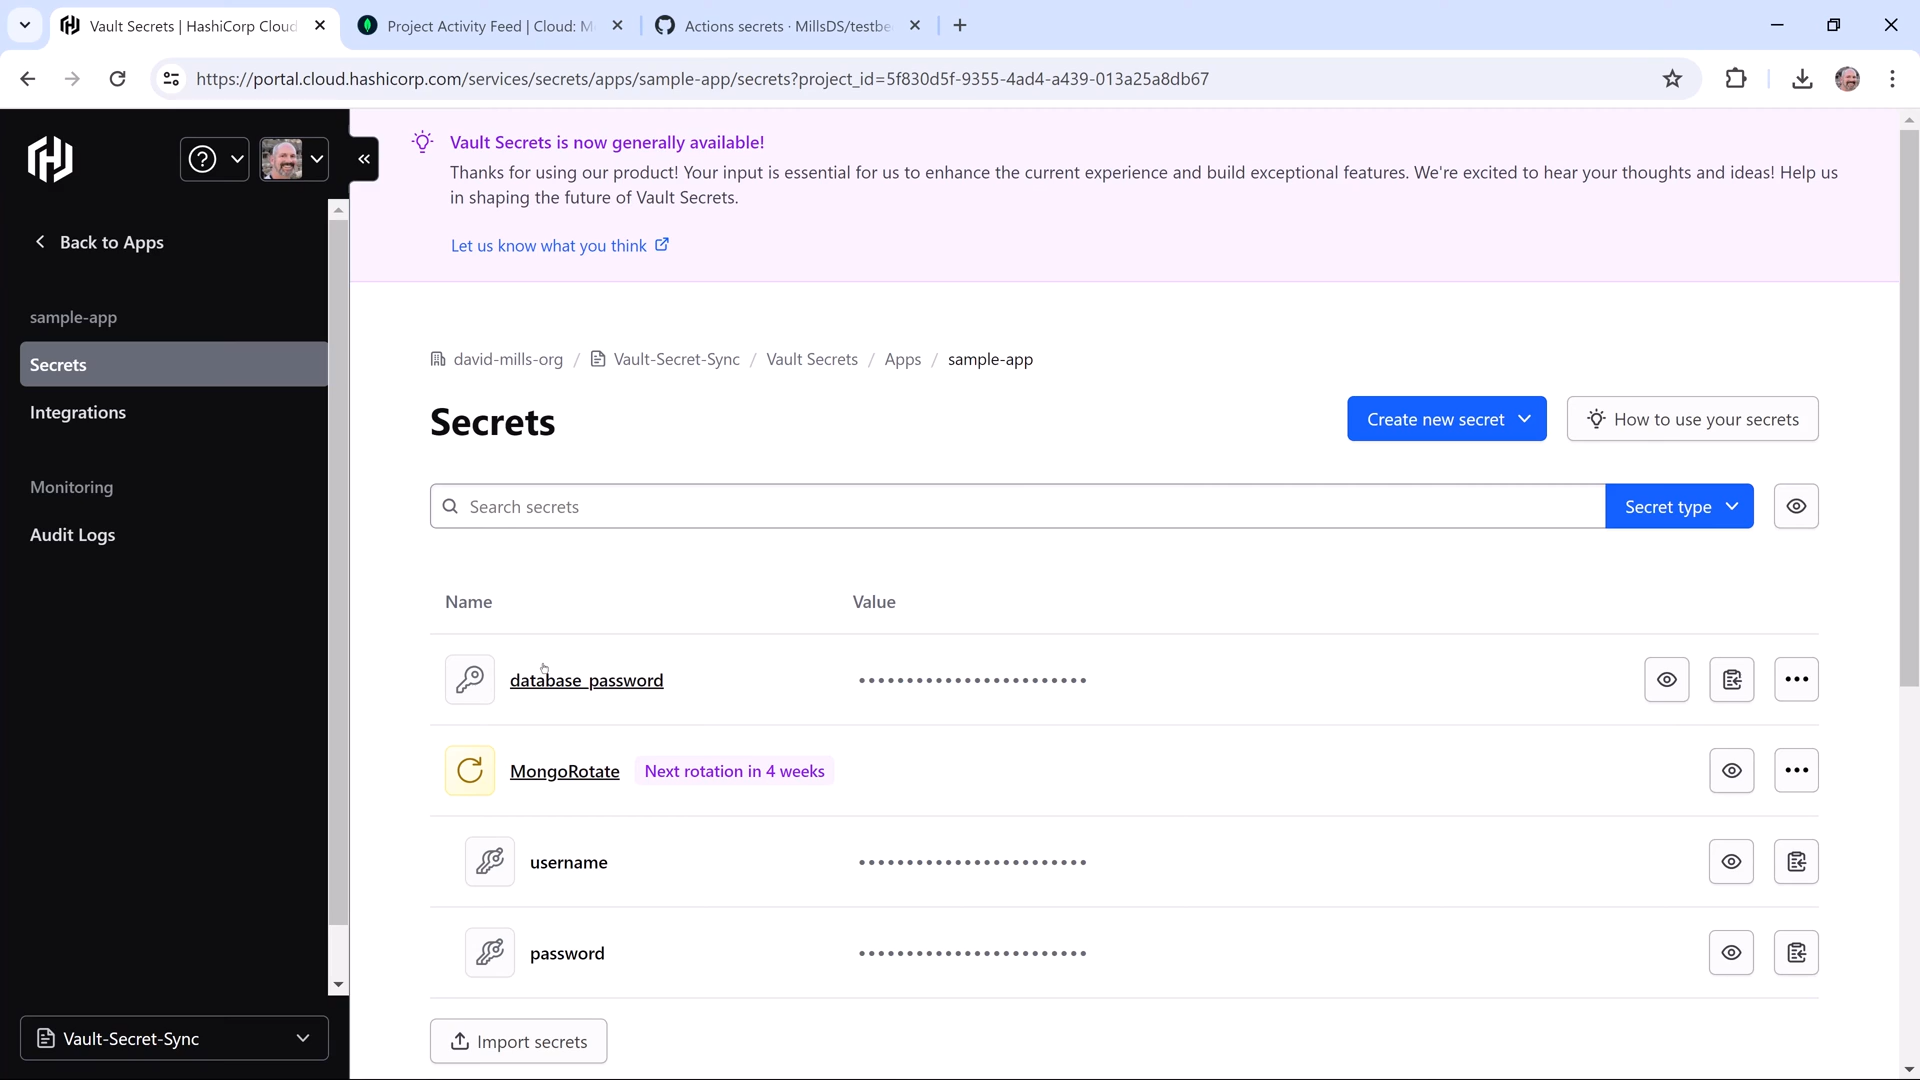 Vault Secrets | HashiCorp Cloud
Project Activity Feed | Cloud: M
Actions secrets · MillsDS/testbe
https://portal.cloud.hashicorp.com/services/secrets/apps/sample-app/secrets?project_id=5f830d5f-9355-4ad4-a439-013a25a8db67
Vault Secrets is now generally available!
Thanks for using our product! Your input is essential for us to enhance the current experience and build exceptional features. We're excited to hear your thoughts and ideas! Help us
in shaping the future of Vault Secrets.
Let us know what you think
Back to Apps
sample-app
Secrets
Integrations
Monitoring
Audit Logs
Vault-Secret-Sync
david-mills-org / Vault-Secret-Sync / Vault Secrets / Apps / sample-app
Secrets
Create new secret
How to use your secrets
Search secrets
Secret type
Name
Value
database_password
MongoRotate
Next rotation in 4 weeks
username
password
Import secrets